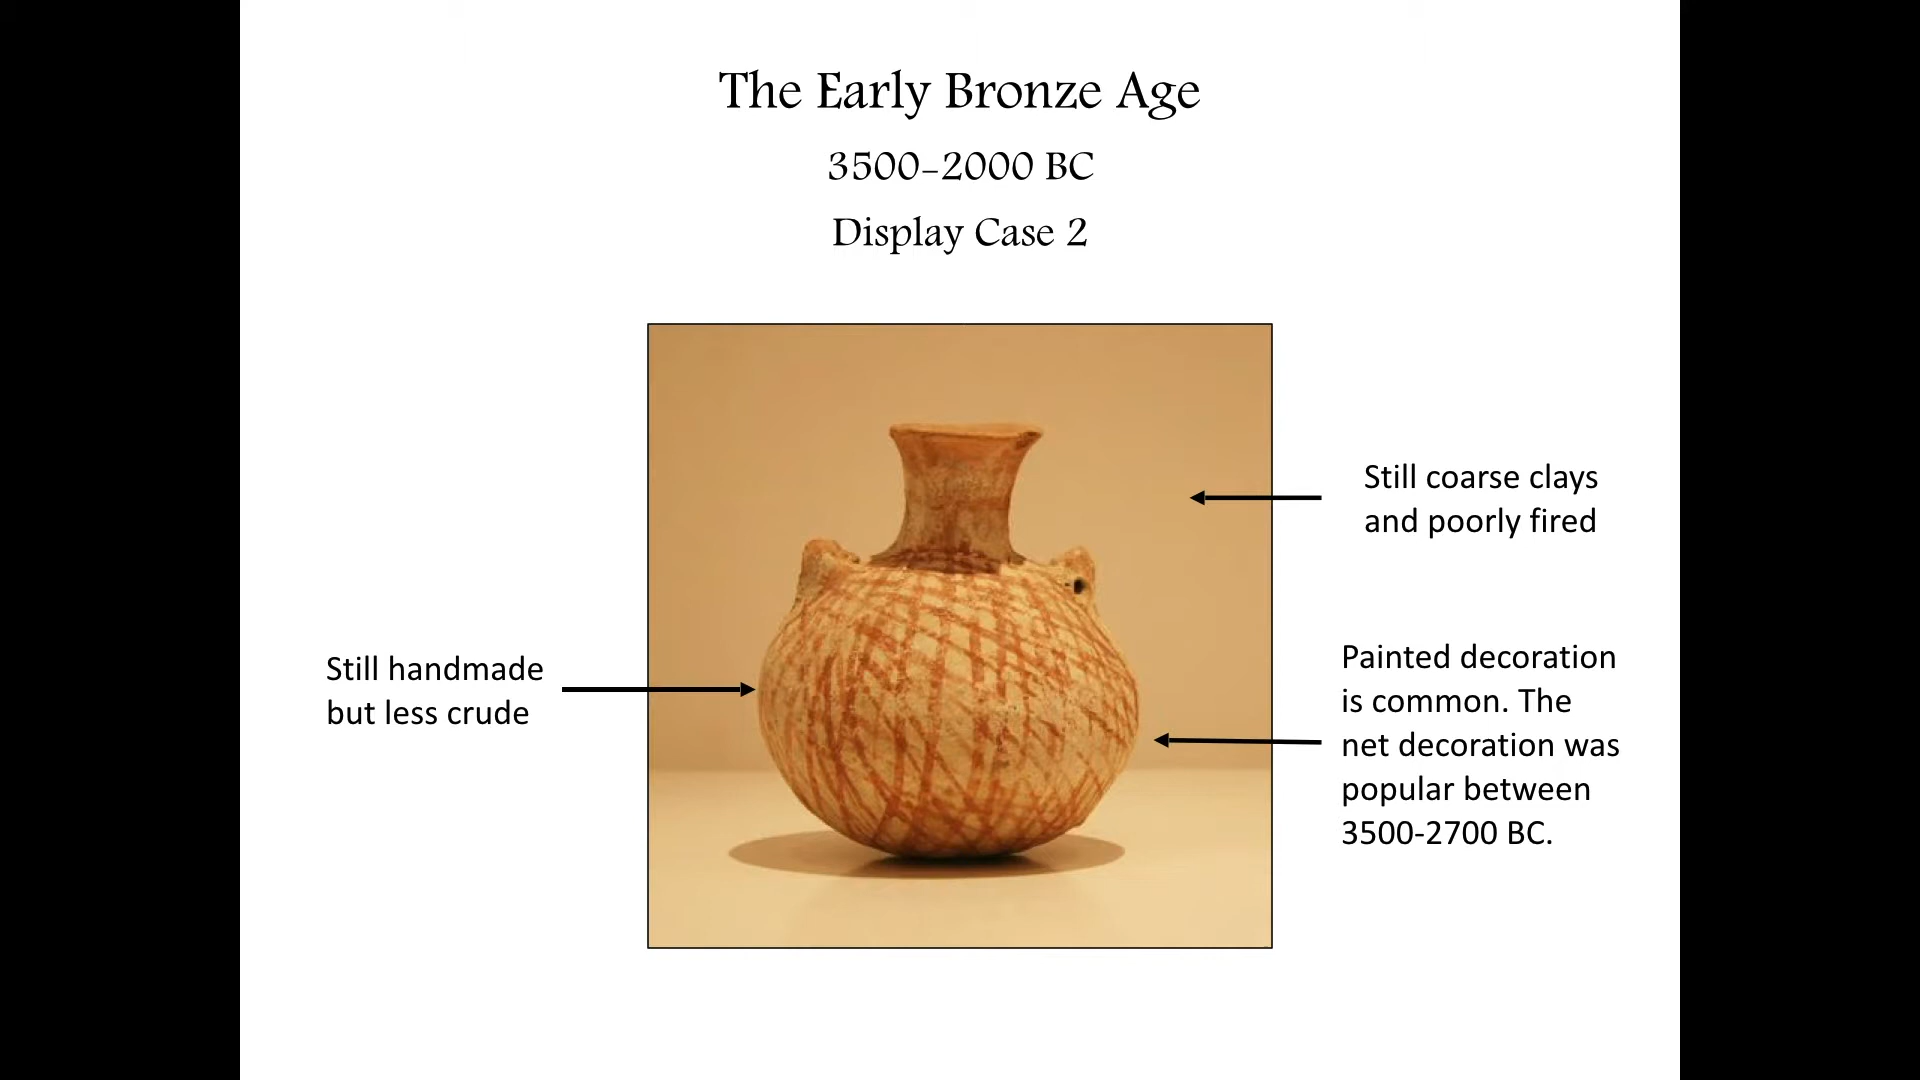 The Early Bronze Age
3500–2000 BC
Display Case 2
Still coarse clays
and poorly fired
Still handmade
but less crude
Painted decoration
is common. The
net decoration was
popular between
3500-2700 BC.